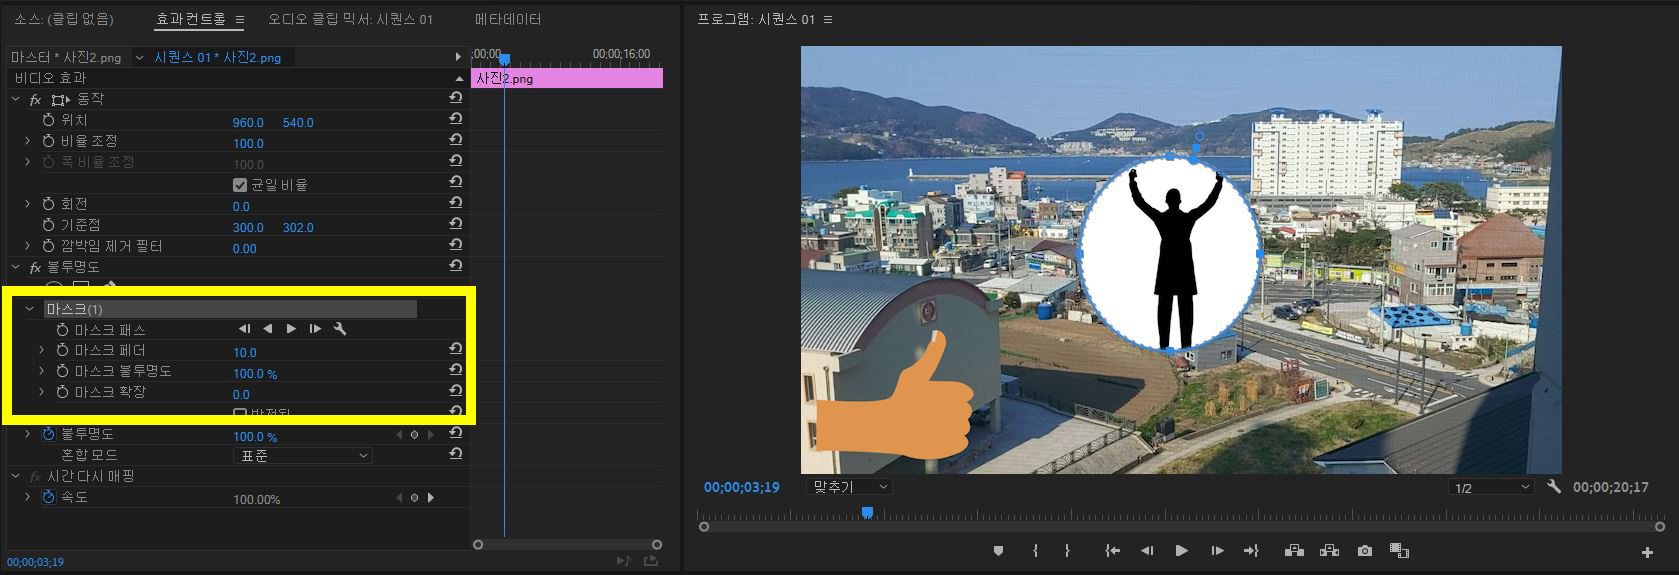 소스: (클립 없음) 효과 컨트롤 오디오 클립 믹서: 시퀀스 01 메타데이터
마스터 * 사진2.png 시퀀스 01 * 사진2.png
비디오 효과
fx 동작
위치 960.0 540.0
비율 조정 100.0
폭 비율 조정 100.0
균일 비율
회전 0.0
기준점 300.0 302.0
깜박임 제거 필터 0.00
fx 불투명도
마스크(1)
마스크 패스
마스크 페더 10.0
마스크 불투명도 100.0 %
마스크 확장 0.0
반전됨
불투명도 100.0 %
혼합 모드 표준
fx 시간 다시 매핑
속도 100.00%
00;00;03;19
;00;00 00;00;16;00
사진2.png
프로그램: 시퀀스 01
00;00;03;19 맞추기 1/2 00;00;20;17